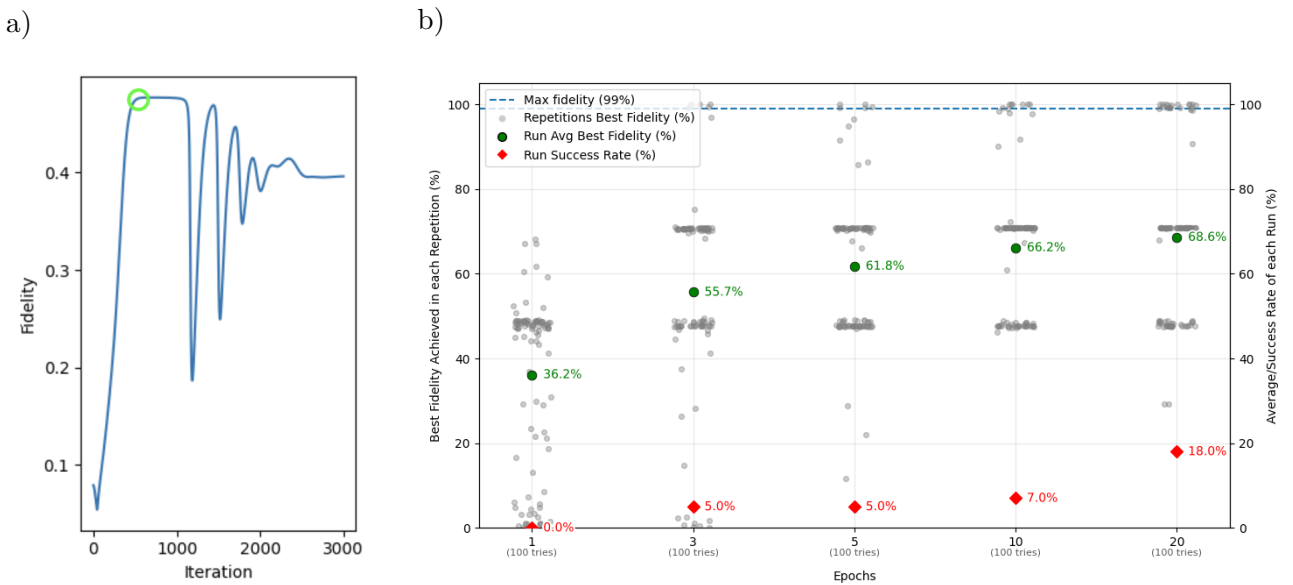 a)
Fidelity
0.4
0.3
0.2
0.1
0 1000 2000 3000
Iteration
b)
Best Fidelity Achieved in each Repetition (%)
100
80
60
40
20
0
Max fidelity (99%)
Repetitions Best Fidelity (%)
Run Avg Best Fidelity (%)
Run Success Rate (%)
36.2%
55.7%
61.8%
66.2%
68.6%
0.0%
5.0%
5.0%
7.0%
18.0%
1 3 5 10 20
(100 tries) (100 tries) (100 tries) (100 tries) (100 tries)
Epochs
100
80
60
40
20
0
Average/Success Rate of each Run (%)